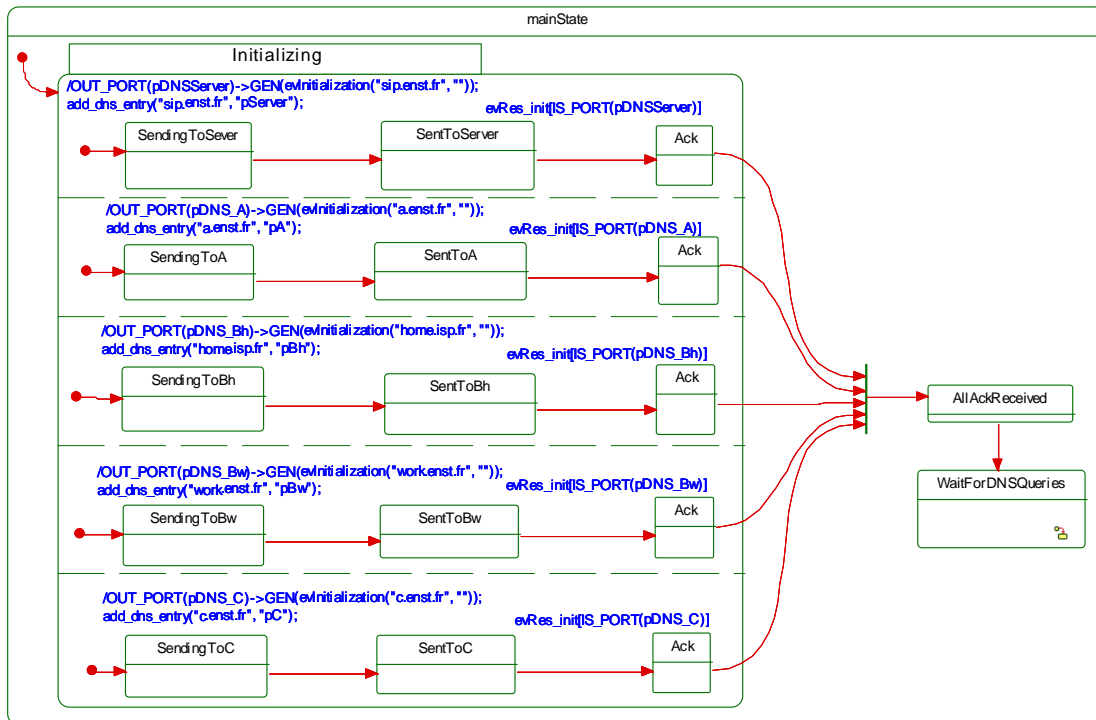 mainState
Initializing
/OUT_PORT(pDNSServer)->GEN(evInitialization("sip.enst.fr", ""));
add_dns_entry("sip.enst.fr", "pServer");
evRes_init[IS_PORT(pDNSServer)]
SendingToSever
SentToServer
Ack
/OUT_PORT(pDNS_A)->GEN(evInitialization("a.enst.fr", ""));
add_dns_entry("a.enst.fr", "pA");
evRes_init[IS_PORT(pDNS_A)]
SendingToA
SentToA
Ack
/OUT_PORT(pDNS_Bh)->GEN(evInitialization("home.isp.fr", ""));
add_dns_entry("home.isp.fr", "pBh");
evRes_init[IS_PORT(pDNS_Bh)]
SendingToBh
SentToBh
Ack
AllAckReceived
/OUT_PORT(pDNS_Bw)->GEN(evInitialization("work.enst.fr", ""));
add_dns_entry("work.enst.fr", "pBw");
evRes_init[IS_PORT(pDNS_Bw)]
WaitForDNSQueries
SendingToBw
SentToBw
Ack
/OUT_PORT(pDNS_C)->GEN(evInitialization("c.enst.fr", ""));
add_dns_entry("c.enst.fr", "pC");
evRes_init[IS_PORT(pDNS_C)]
SendingToC
SentToC
Ack